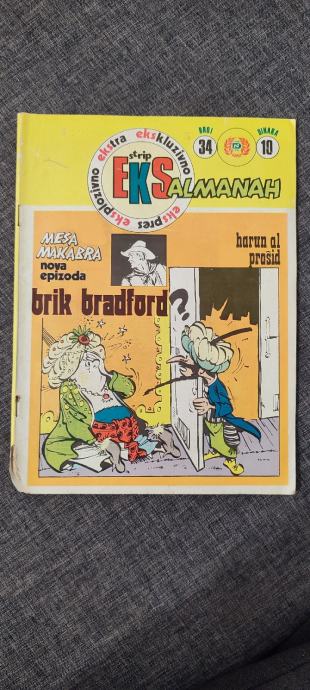 ekstra ekskluzivno
ekspres eksplozivno
strip
EKS ALMANAH
BROJ
34
DINARA
10
MESA
MAKABRA
nova
epizoda
harun al
prošid
brik bradford
?